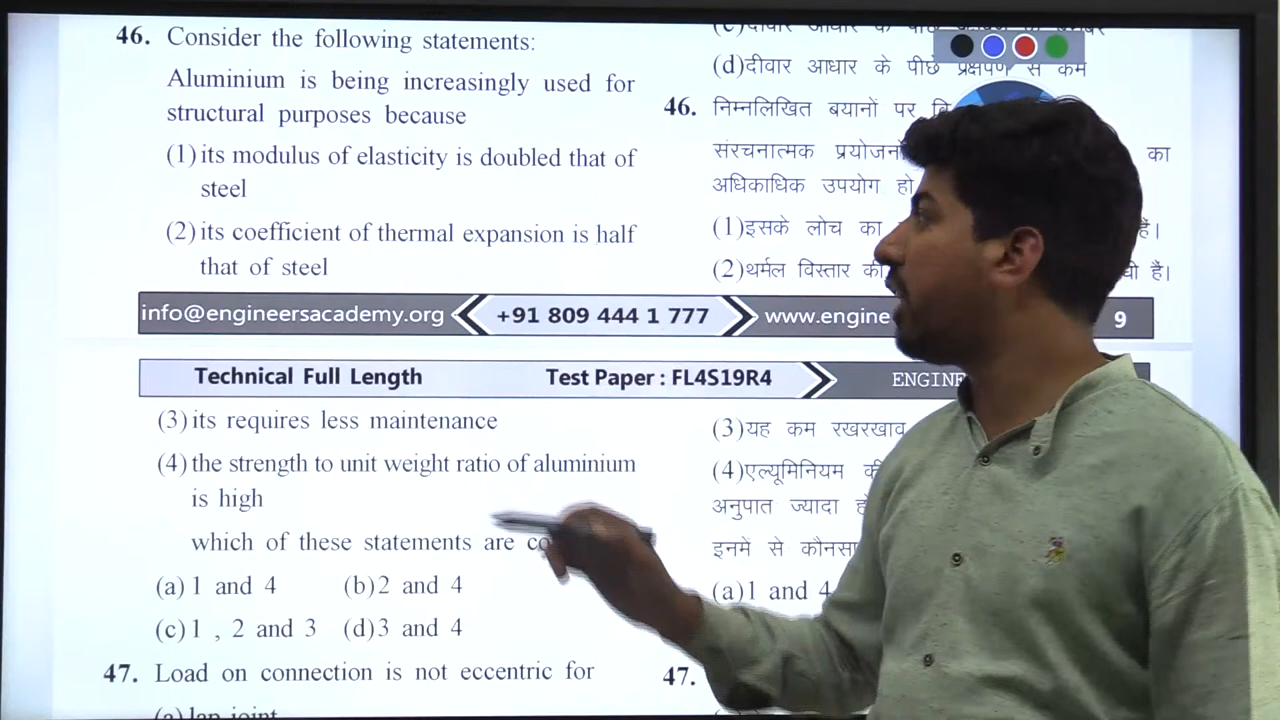 46. Consider the following statements:
Aluminium is being increasingly used for
structural purposes because
(1) its modulus of elasticity is doubled that of
steel
(2) its coefficient of thermal expansion is half
that of steel
(d) दीवार आधार के पीछे प्रक्षेपण से कम
46. निम्नलिखित बयानों पर
संरचनात्मक का
अधिकाधिक उपयोग हो
(1) इसके लोच का हैं।
(2) थर्मल विस्तार की हैं।
info@engineersacademy.org +91 809 444 1 777 9
Technical Full Length Test Paper : FL4S19R4
(3) its requires less maintenance
(4) the strength to unit weight ratio of aluminium
is high
which of these statements are
(a) 1 and 4 (b) 2 and 4
(c) 1 , 2 and 3 (d) 3 and 4
47. Load on connection is not eccentric for
(a) lap joint
(3) यह कम रखरखाव
(4) एल्यूमिनियम की
अनुपात ज्यादा
इनमें से कौनसा
(a) 1 and 4
47.